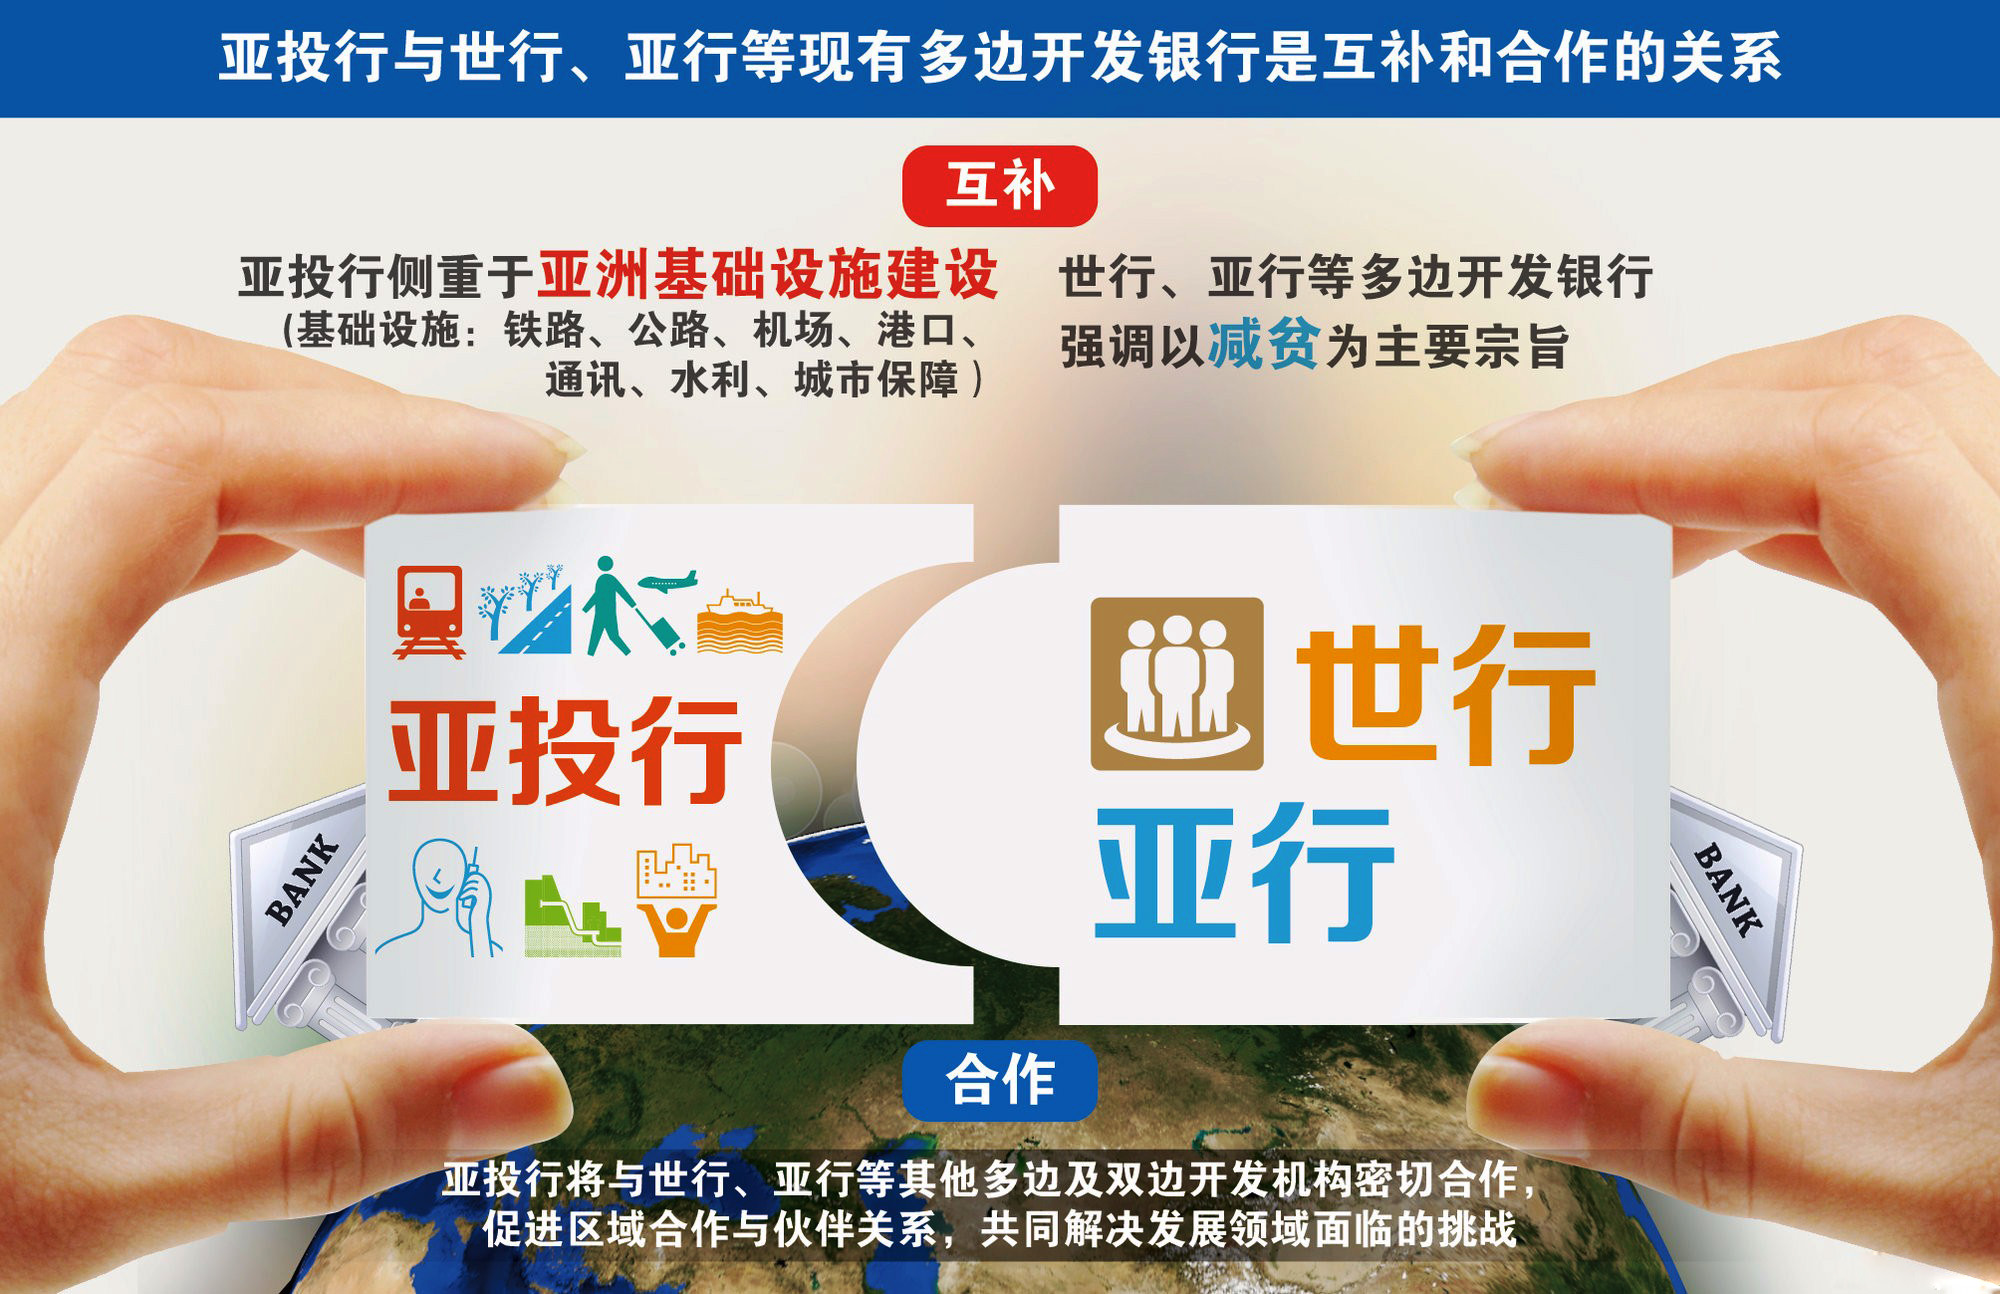 亚投行与世行、亚行等现有多边开发银行是互补和合作的关系
互补
亚投行侧重于亚洲基础设施建设
(基础设施：铁路、公路、机场、港口、
通讯、水利、城市保障)
世行、亚行等多边开发银行
强调以减贫为主要宗旨
亚投行
世行
亚行
BANK
BANK
合作
亚投行将与世行、亚行等其他多边及双边开发机构密切合作，
促进区域合作与伙伴关系，共同解决发展领域面临的挑战